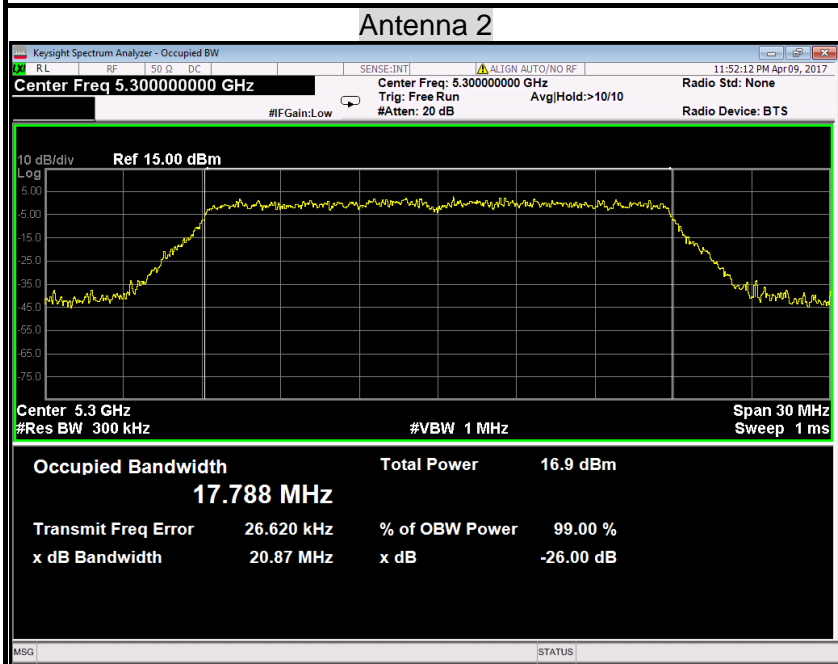 Antenna 2
Keysight Spectrum Analyzer - Occupied BW
LXI RL RF 50 Ω DC SENSE:INT ALIGN AUTO/NO RF 11:52:12 PM Apr 09, 2017
Center Freq 5.300000000 GHz Center Freq: 5.300000000 GHz Radio Std: None
Trig: Free Run Avg|Hold:>10/10
#IFGain:Low #Atten: 20 dB Radio Device: BTS
10 dB/div Ref 15.00 dBm
Log
5.00
-5.00
-15.0
-25.0
-35.0
-45.0
-55.0
-65.0
-75.0
Center 5.3 GHz Span 30 MHz
#Res BW 300 kHz #VBW 1 MHz Sweep 1 ms
Occupied Bandwidth Total Power 16.9 dBm
17.788 MHz
Transmit Freq Error 26.620 kHz % of OBW Power 99.00 %
x dB Bandwidth 20.87 MHz x dB -26.00 dB
MSG STATUS